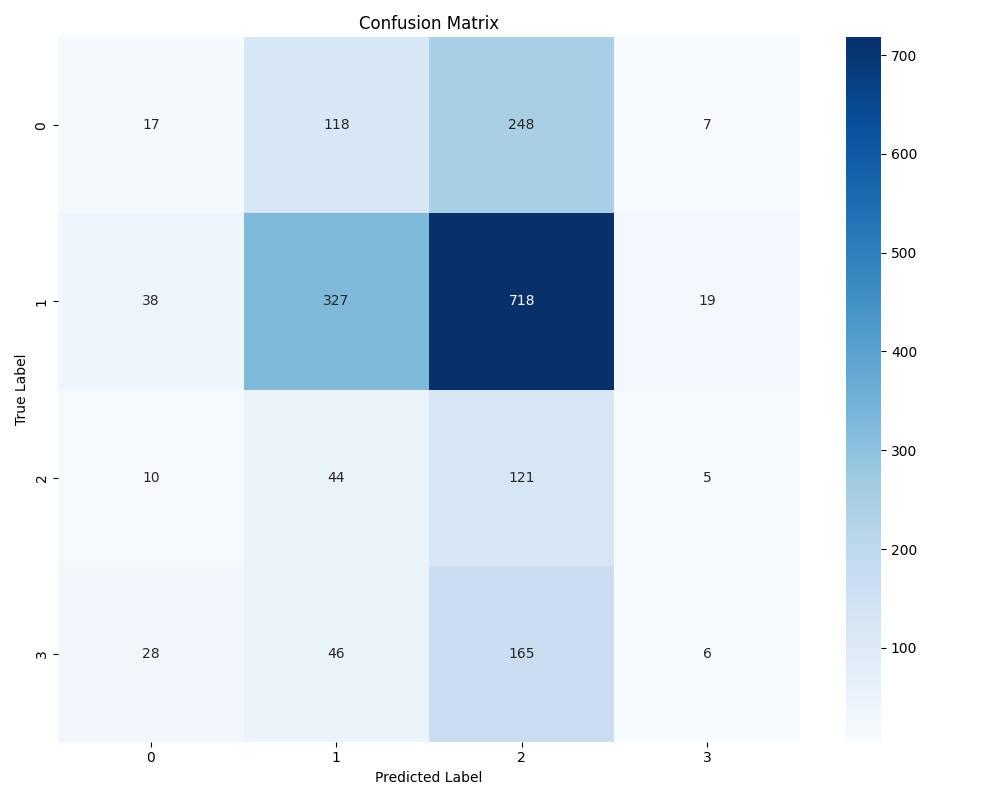 Confusion Matrix
0 17 118 248 7
1 38 327 718 19
2 10 44 121 5
3 28 46 165 6
0 1 2 3
Predicted Label
True Label
700
600
500
400
300
200
100